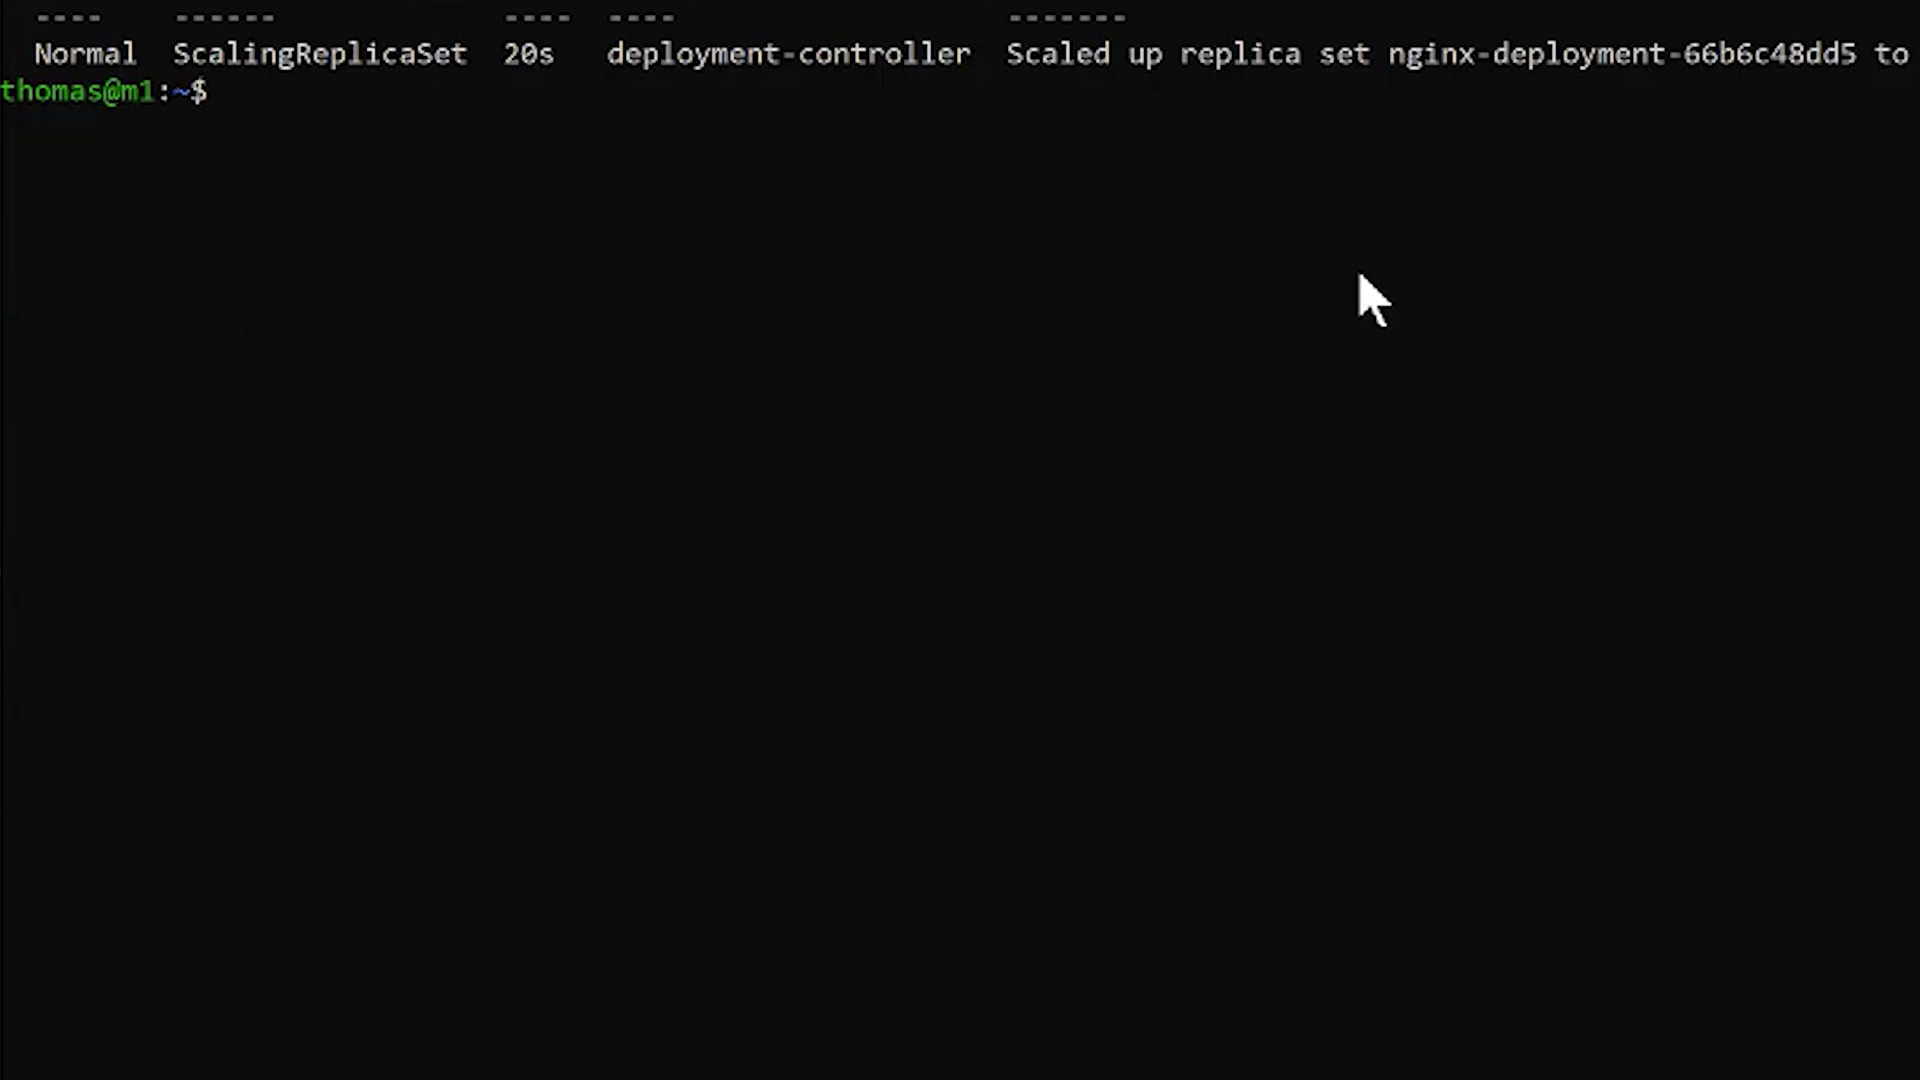 ----    ------             ----  ----                   -------
Normal  ScalingReplicaSet  20s   deployment-controller  Scaled up replica set nginx-deployment-66b6c48dd5 to
thomas@m1:~$